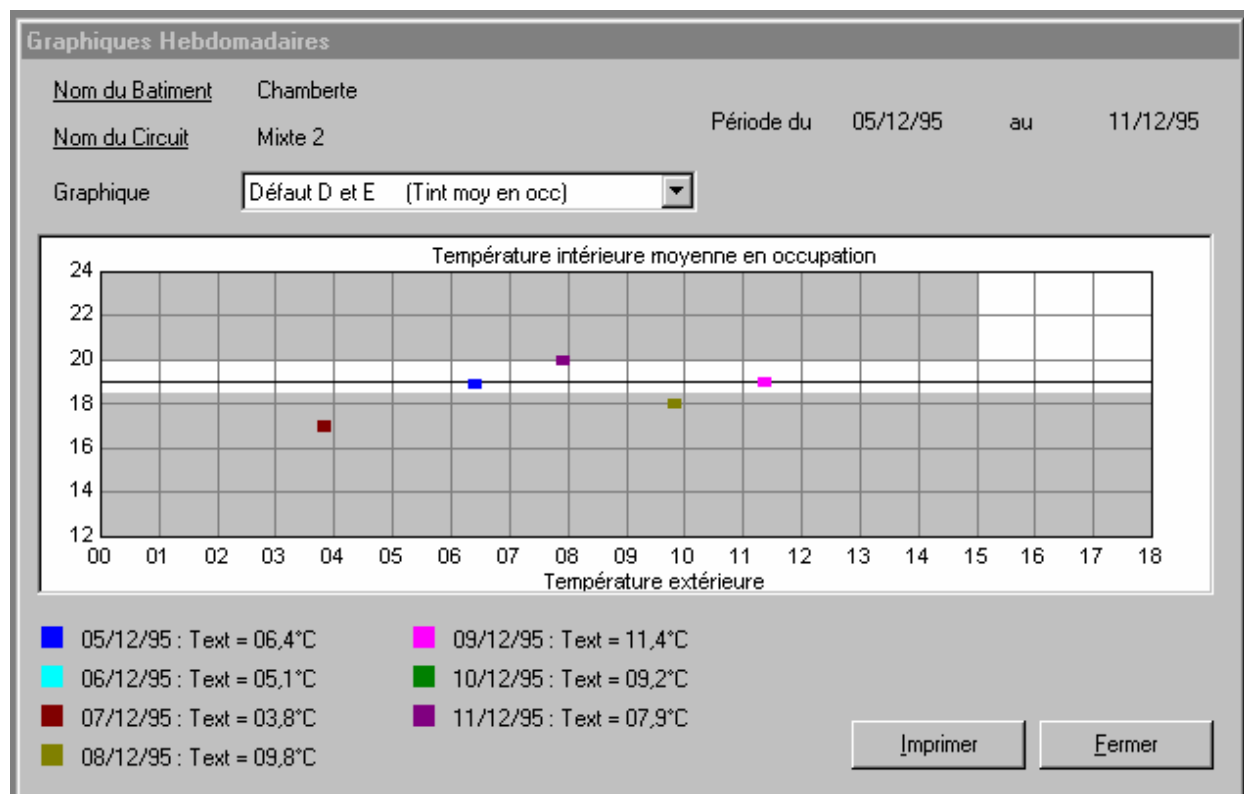 Graphiques Hebdomadaires
Nom du Batiment Chamberte
Nom du Circuit Mixte 2
Période du 05/12/95 au 11/12/95
Graphique Défaut D et E (Tint moy en occ)
Température intérieure moyenne en occupation
24
22
20
18
16
14
12
00 01 02 03 04 05 06 07 08 09 10 11 12 13 14 15 16 17 18
Température extérieure
05/12/95 : Text = 06,4°C
06/12/95 : Text = 05,1°C
07/12/95 : Text = 03,8°C
08/12/95 : Text = 09,8°C
09/12/95 : Text = 11,4°C
10/12/95 : Text = 09,2°C
11/12/95 : Text = 07,9°C
Imprimer Fermer